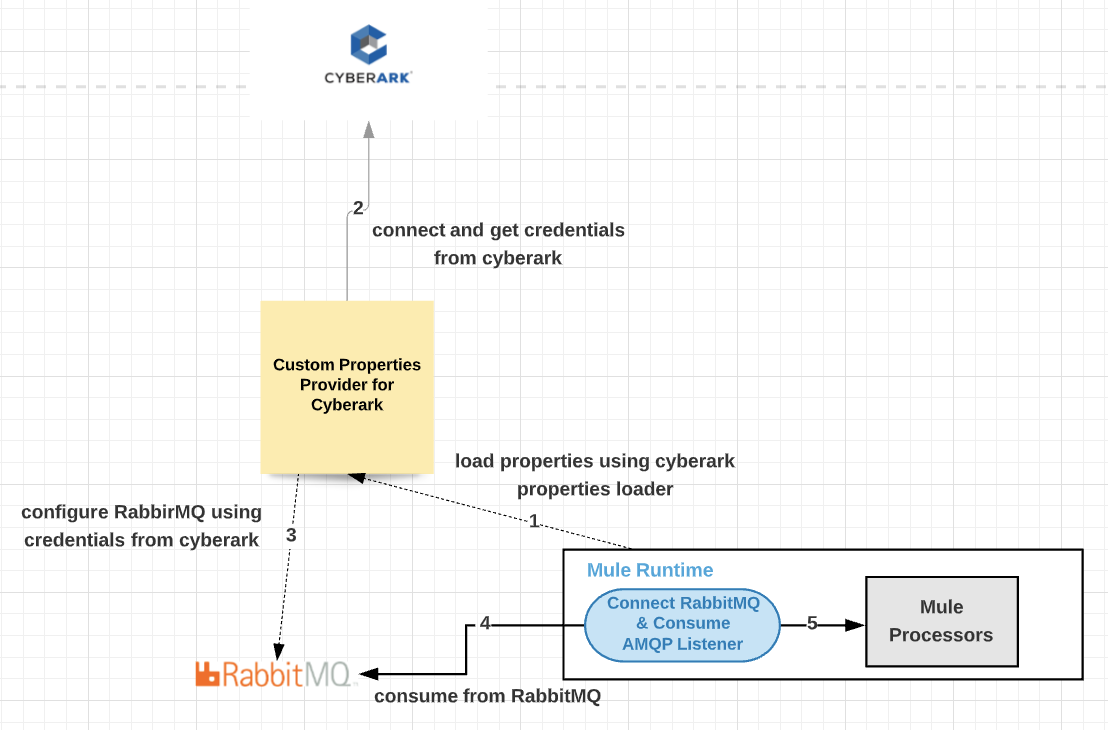 CYBERARK
2
connect and get credentials
from cyberark
Custom Properties
Provider for
Cyberark
load properties using cyberark
properties loader
1
configure RabbirMQ using
credentials from cyberark
3
Mule Runtime
Connect RabbitMQ
& Consume
AMQP Listener
4
5
Mule
Processors
RabbitMQ
consume from RabbitMQ